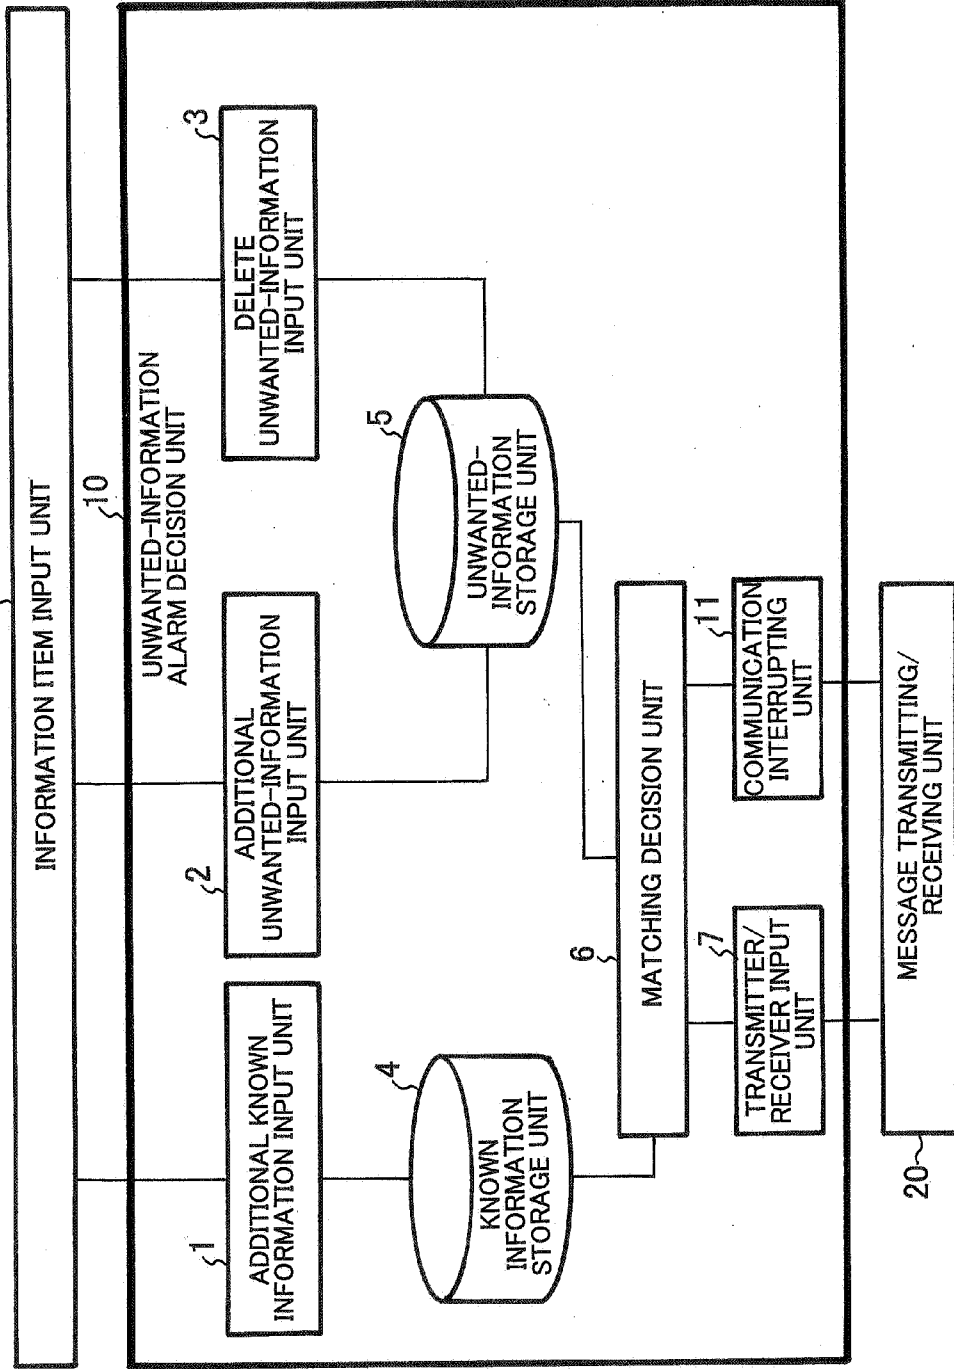 INFORMATION ITEM INPUT UNIT
10
UNWANTED-INFORMATION
ALARM DECISION UNIT
1
ADDITIONAL KNOWN
INFORMATION INPUT UNIT
2
ADDITIONAL
UNWANTED-INFORMATION
INPUT UNIT
3
DELETE
UNWANTED-INFORMATION
INPUT UNIT
4
KNOWN
INFORMATION
STORAGE UNIT
5
UNWANTED-
INFORMATION
STORAGE UNIT
6
MATCHING DECISION UNIT
7
TRANSMITTER/
RECEIVER INPUT
UNIT
11
COMMUNICATION
INTERRUPTING
UNIT
20
MESSAGE TRANSMITTING/
RECEIVING UNIT